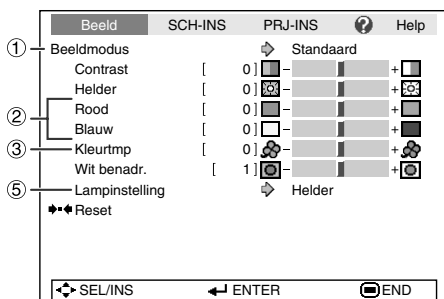 Beeld SCH-INS PRJ-INS ? Help
① Beeldmodus Standaard
Contrast [ 0] - +
Helder [ 0] - +
② Rood [ 0] - +
Blauw [ 0] - +
③ Kleurtmp [ 0] - +
Wit benadr. [ 1] - +
⑤ Lampinstelling Helder
Reset
SEL/INS ENTER END